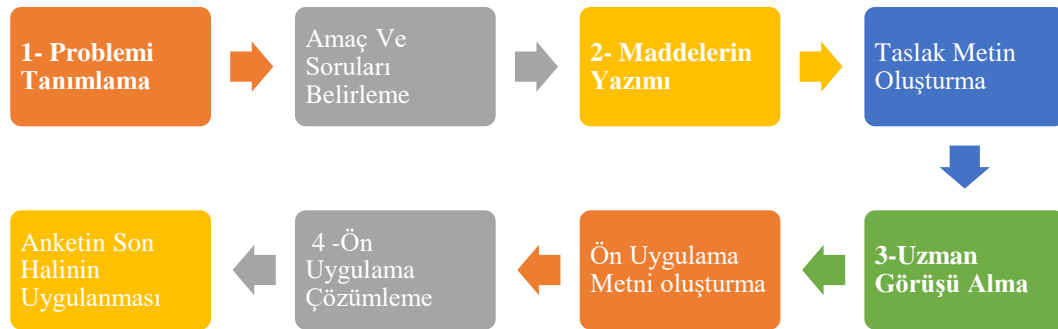 1- Problemi
Tanımlama
Amaç Ve
Soruları
Belirleme
2- Maddelerin
Yazımı
Taslak Metin
Oluşturma
3-Uzman
Görüşü Alma
Ön Uygulama
Metni oluşturma
4 -Ön
Uygulama
Çözümleme
Anketin Son
Halinin
Uygulanması